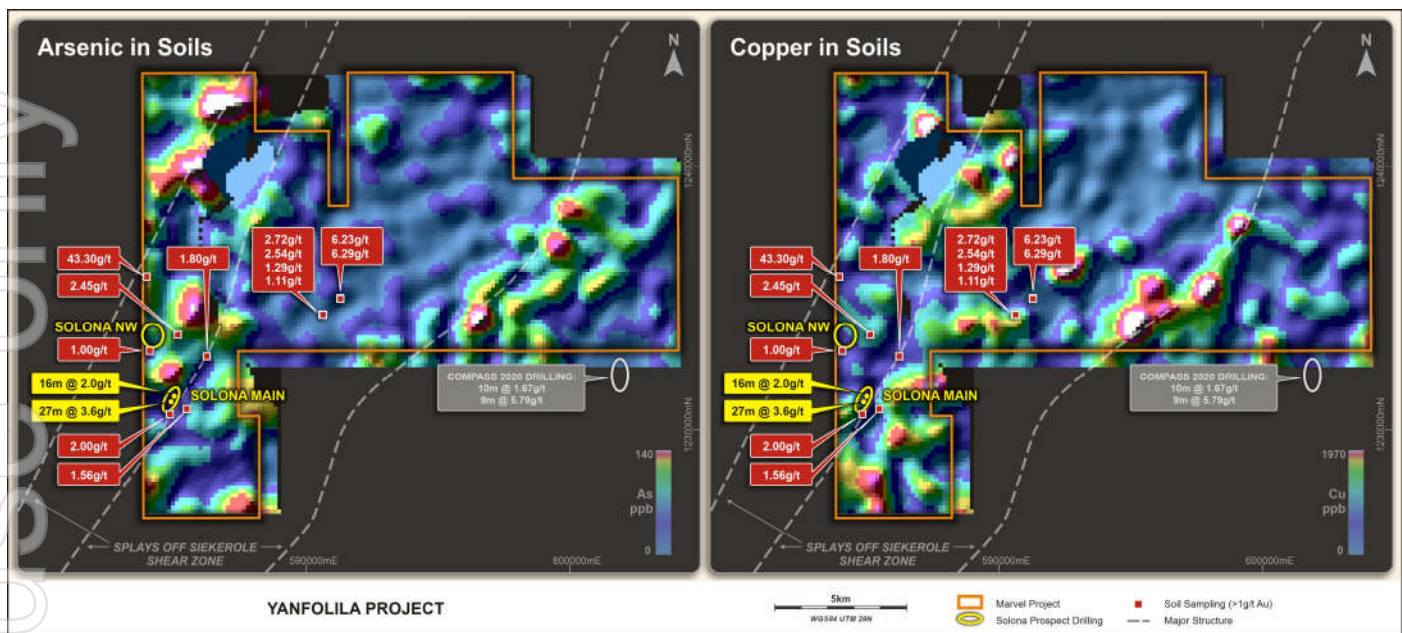 Arsenic in Soils
N
1240000mN
43.30g/t
2.45g/t
1.80g/t
2.72g/t
2.54g/t
1.29g/t
1.11g/t
6.23g/t
6.29g/t
SOLONA NW
1.00g/t
16m @ 2.0g/t
27m @ 3.6g/t
SOLONA MAIN
2.00g/t
1.56g/t
COMPASS 2020 DRILLING:
10m @ 1.67g/t
9m @ 5.79g/t
1230000mN
140
As
ppb
0
SPLAYS OFF SIEKEROLE
SHEAR ZONE
590000mE
600000mE
Copper in Soils
N
1240000mN
43.30g/t
2.45g/t
1.80g/t
2.72g/t
2.54g/t
1.29g/t
1.11g/t
6.23g/t
6.29g/t
SOLONA NW
1.00g/t
16m @ 2.0g/t
27m @ 3.6g/t
SOLONA MAIN
2.00g/t
1.56g/t
COMPASS 2020 DRILLING:
10m @ 1.67g/t
9m @ 5.79g/t
1230000mN
1970
Cu
ppb
0
SPLAYS OFF SIEKEROLE
SHEAR ZONE
590000mE
600000mE
YANFOLILA PROJECT
5km
WGS84 UTM 29N
Marvel Project
Solona Prospect Drilling
Soil Sampling (>1g/t Au)
Major Structure